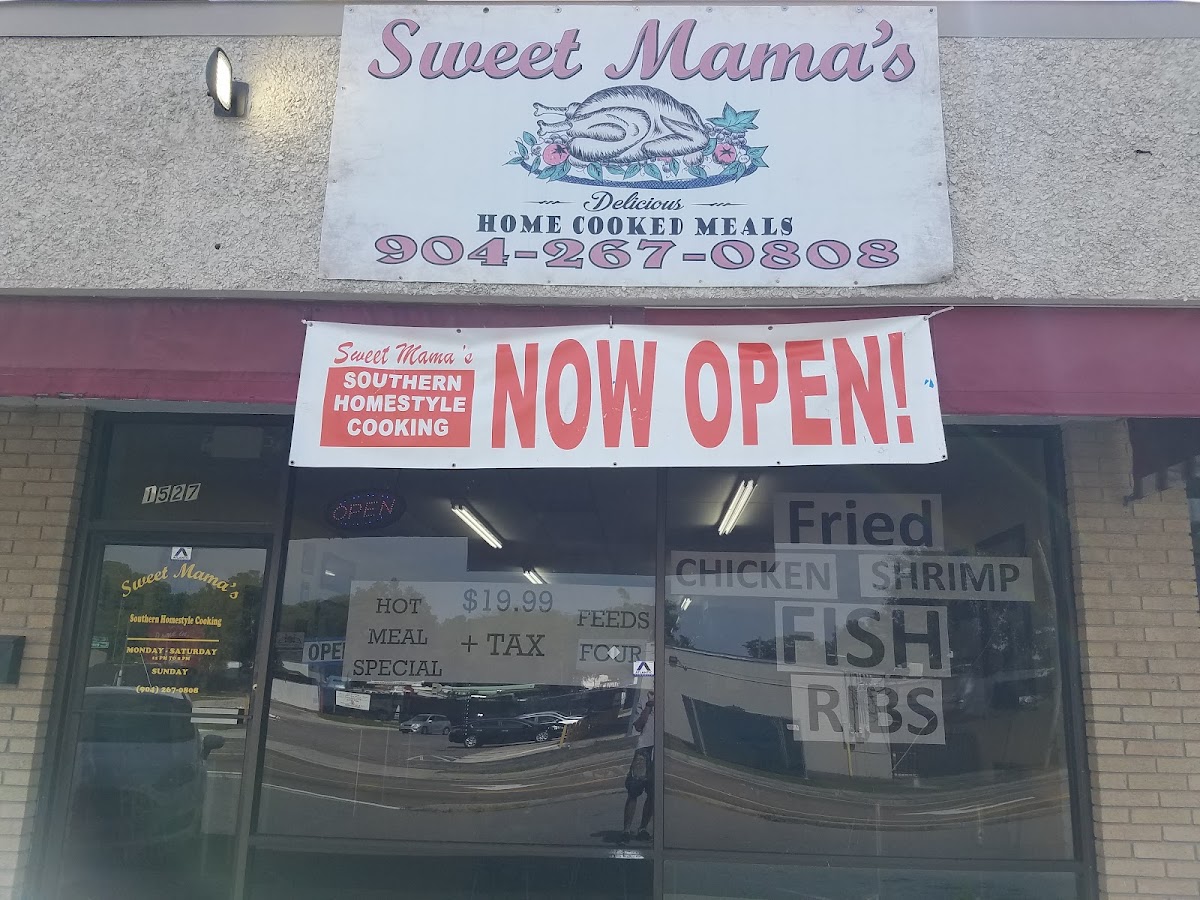 Sweet Mama's
Delicious
HOME COOKED MEALS
904-267-0808
Sweet Mama's
SOUTHERN
HOMESTYLE
COOKING
NOW OPEN!
1527
OPEN
Sweet Mama's
Southern Homestyle Cooking
MONDAY - SATURDAY
SUNDAY
(904) 267-0808
HOT
MEAL
SPECIAL
$19.99
+ TAX
FEEDS
FOUR
OPEN
Fried
CHICKEN SHRIMP
FISH
RIBS